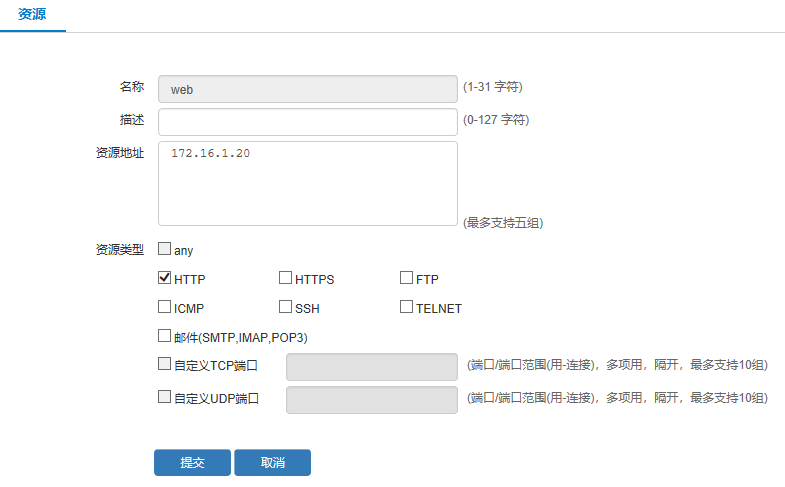 资源
名称 web (1-31 字符)
描述 (0-127 字符)
资源地址 172.16.1.20
(最多支持五组)
资源类型 any
HTTP HTTPS FTP
ICMP SSH TELNET
邮件(SMTP,IMAP,POP3)
自定义TCP端口 (端口/端口范围(用-连接)，多项用，隔开，最多支持10组)
自定义UDP端口 (端口/端口范围(用-连接)，多项用，隔开，最多支持10组)
提交 取消